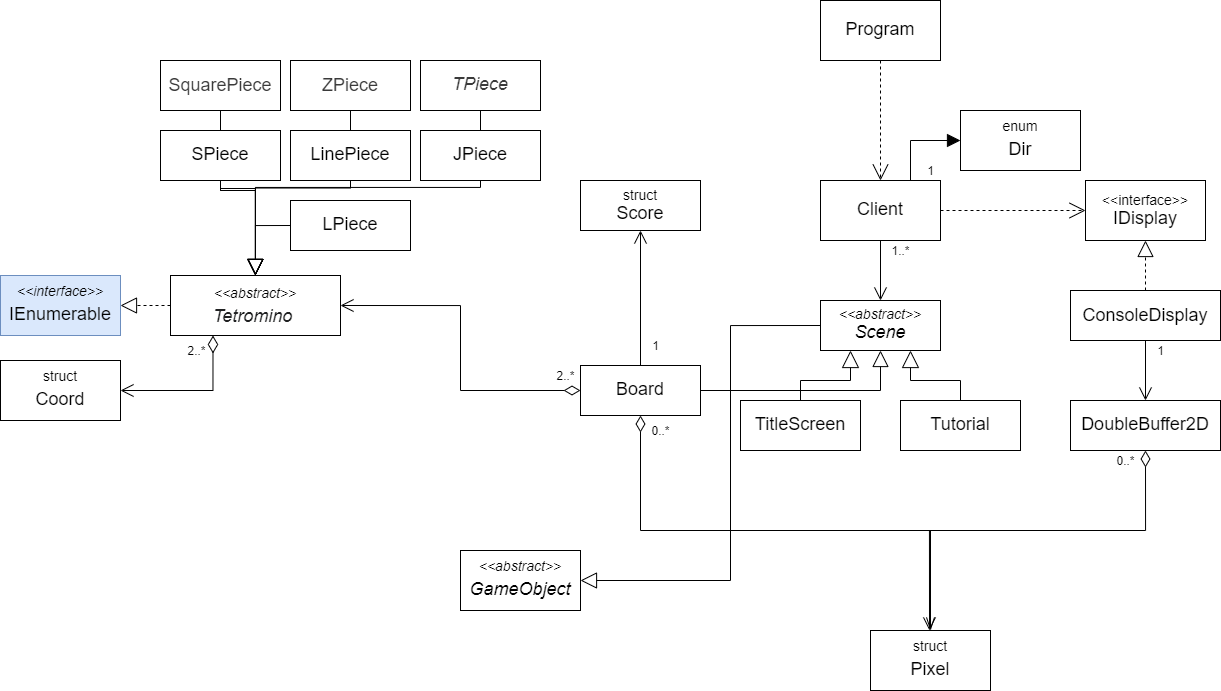 Program
SquarePiece
ZPiece
TPiece
enum
Dir
SPiece
LinePiece
JPiece
1
struct
Score
Client
<<interface>>
IDisplay
LPiece
1..*
<<interface>>
IEnumerable
<<abstract>>
Tetromino
<<abstract>>
Scene
ConsoleDisplay
2..*
1
1
struct
Coord
2..*
Board
0..*
TitleScreen
Tutorial
DoubleBuffer2D
0..*
<<abstract>>
GameObject
struct
Pixel